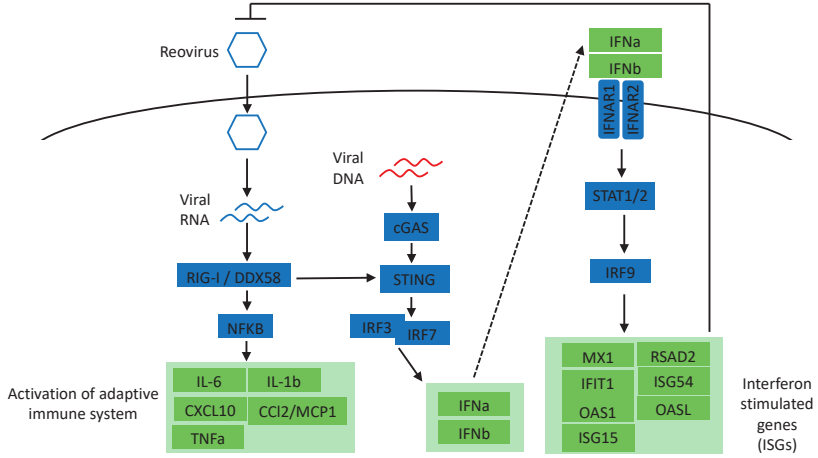 Reovirus
IFNa
IFNb
IFNAR1
IFNAR2
Viral
RNA
Viral
DNA
cGAS
STAT1/2
RIG-I / DDX58
STING
IRF9
NFKB
IRF3
IRF7
Activation of adaptive
immune system
IL-6
IL-1b
CXCL10
CCl2/MCP1
TNFa
IFNa
IFNb
MX1
RSAD2
IFIT1
ISG54
OAS1
OASL
ISG15
Interferon
stimulated
genes
(ISGs)